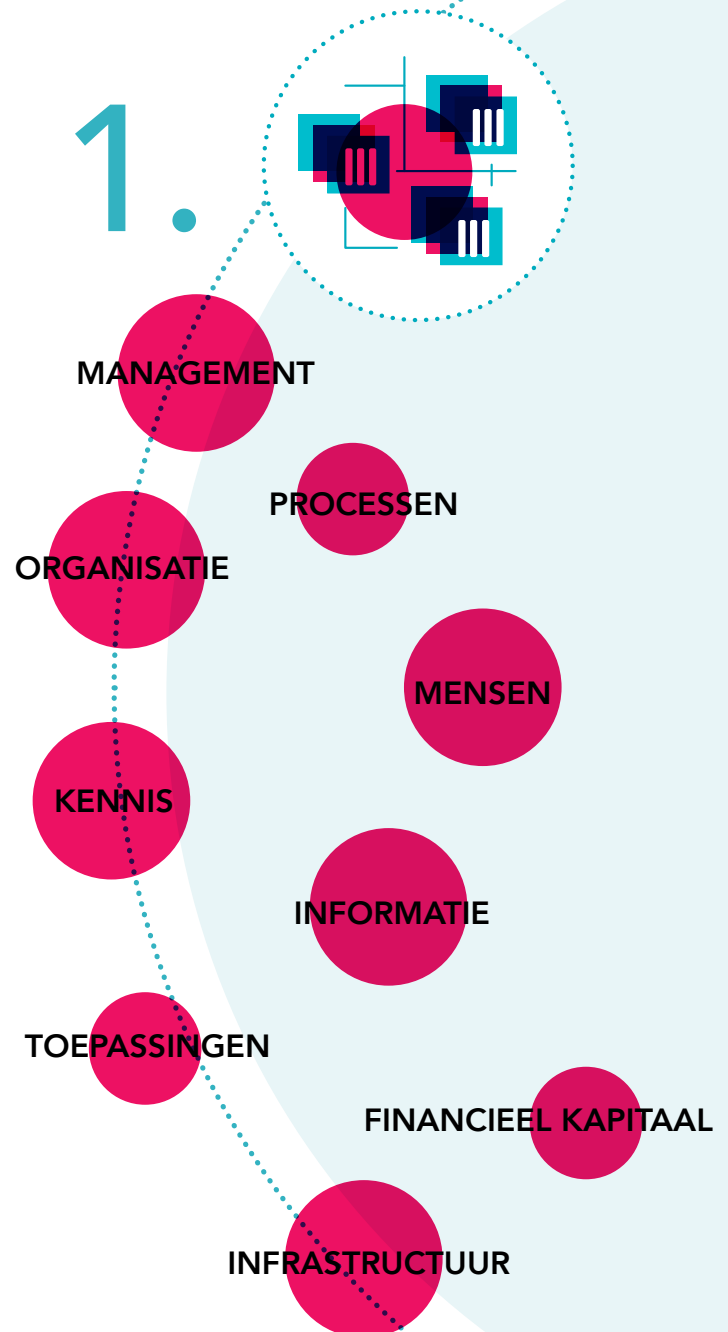 1.
MANAGEMENT
PROCESSEN
ORGANISATIE
MENSEN
KENNIS
INFORMATIE
TOEPASSINGEN
FINANCIEEL KAPITAAL
INFRASTRUCTUUR